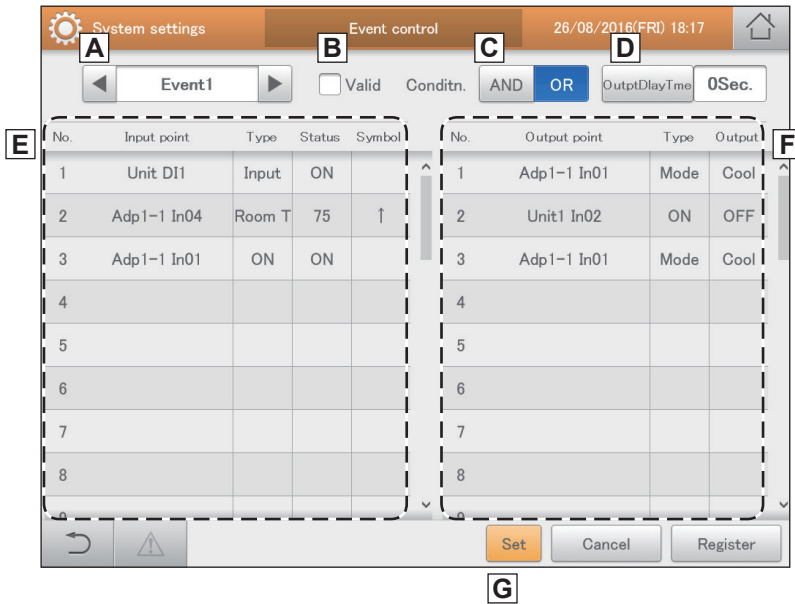 System settings Event control 26/08/2016(FRI) 18:17
A B C D
Event1 Valid Conditn. AND OR OutptDlayTme 0Sec.
E F
No. Input point Type Status Symbol No. Output point Type Output
1 Unit DI1 Input ON 1 Adp1-1 In01 Mode Cool
2 Adp1-1 In04 Room T 75 ↑ 2 Unit1 In02 ON OFF
3 Adp1-1 In01 ON ON 3 Adp1-1 In01 Mode Cool
4 4
5 5
6 6
7 7
8 8
9 9
Set Cancel Register
G